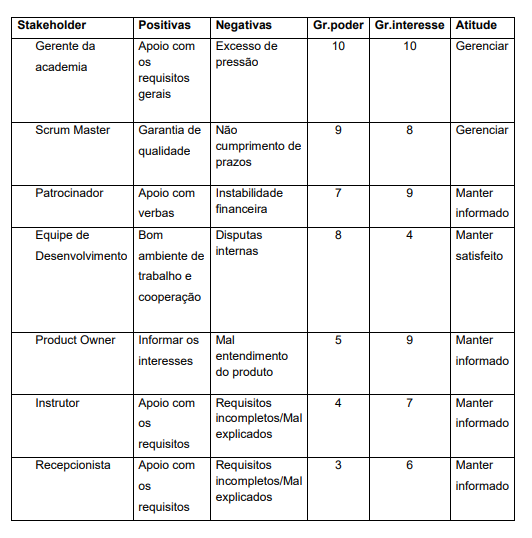 Stakeholder Positivas Negativas Gr.poder Gr.interesse Atitude
Gerente da academia Apoio com os requisitos gerais Excesso de pressão 10 10 Gerenciar
Scrum Master Garantia de qualidade Não cumprimento de prazos 9 8 Gerenciar
Patrocinador Apoio com verbas Instabilidade financeira 7 9 Manter informado
Equipe de Desenvolvimento Bom ambiente de trabalho e cooperação Disputas internas 8 4 Manter satisfeito
Product Owner Informar os interesses Mal entendimento do produto 5 9 Manter informado
Instrutor Apoio com os requisitos Requisitos incompletos/Mal explicados 4 7 Manter informado
Recepcionista Apoio com os requisitos Requisitos incompletos/Mal explicados 3 6 Manter informado